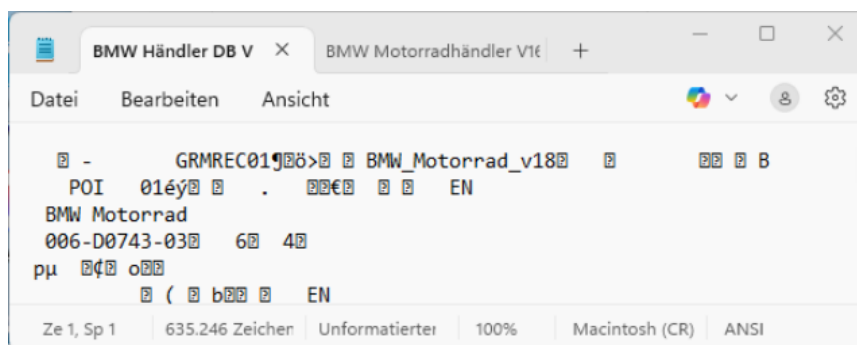 BMW Händler DB V
BMW Motorradhändler V16
Datei Bearbeiten Ansicht
- GRMREC01¶ ö> BMW_Motorrad_v18 B
POI 01éý . € EN
BMW Motorrad
006-D0743-03 6 4
pµ ¢ o
( b EN
Ze 1, Sp 1 635.246 Zeichen Unformatierter 100% Macintosh (CR) ANSI